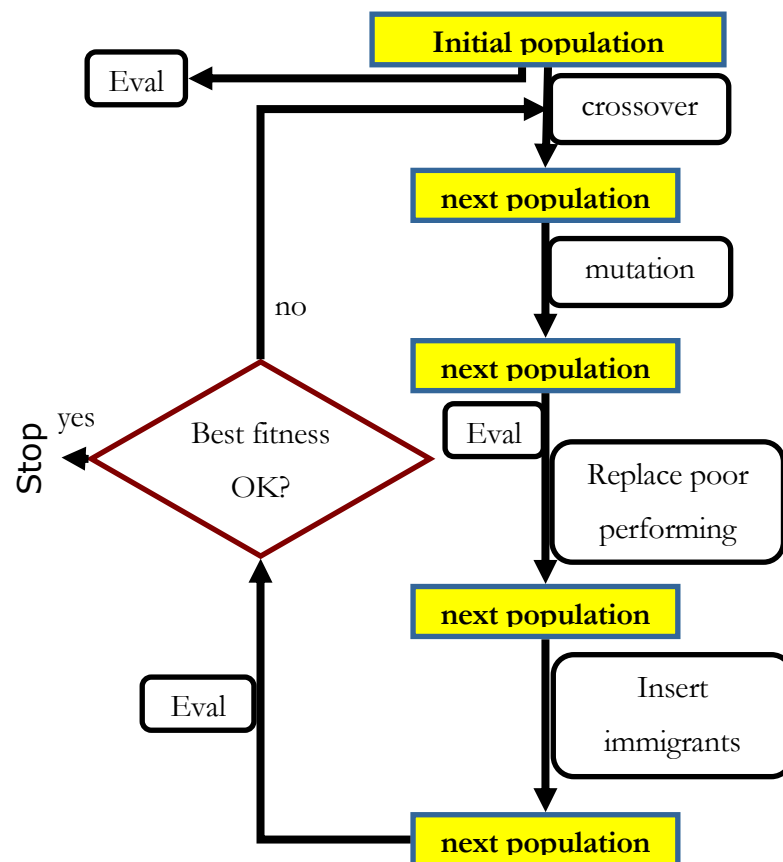 Initial population
Eval
crossover
next population
mutation
no
next population
yes
Stop
Best fitness
OK?
Eval
Replace poor
performing
next population
Eval
Insert
immigrants
next population